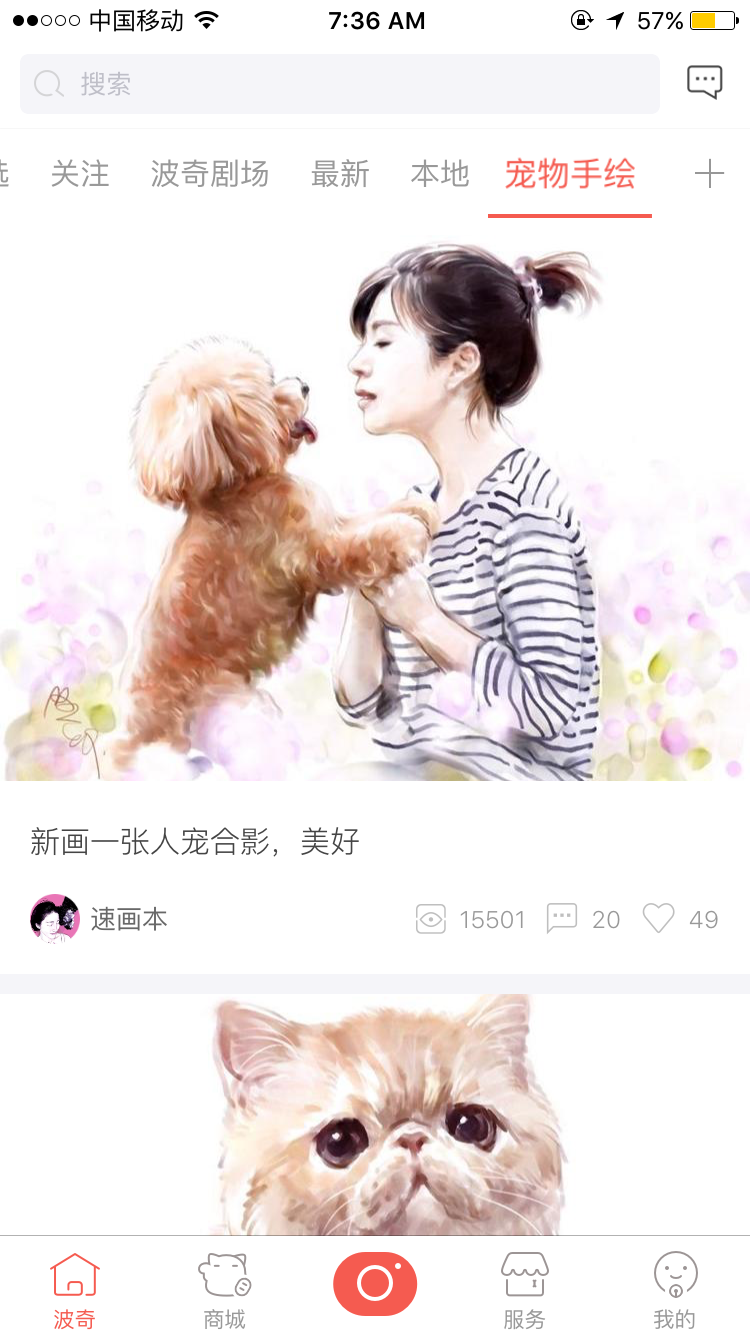 中国移动 7:36 AM 57%
搜索
选 关注 波奇剧场 最新 本地 宠物手绘
新画一张人宠合影，美好
速画本 15501 20 49
波奇 商城 服务 我的